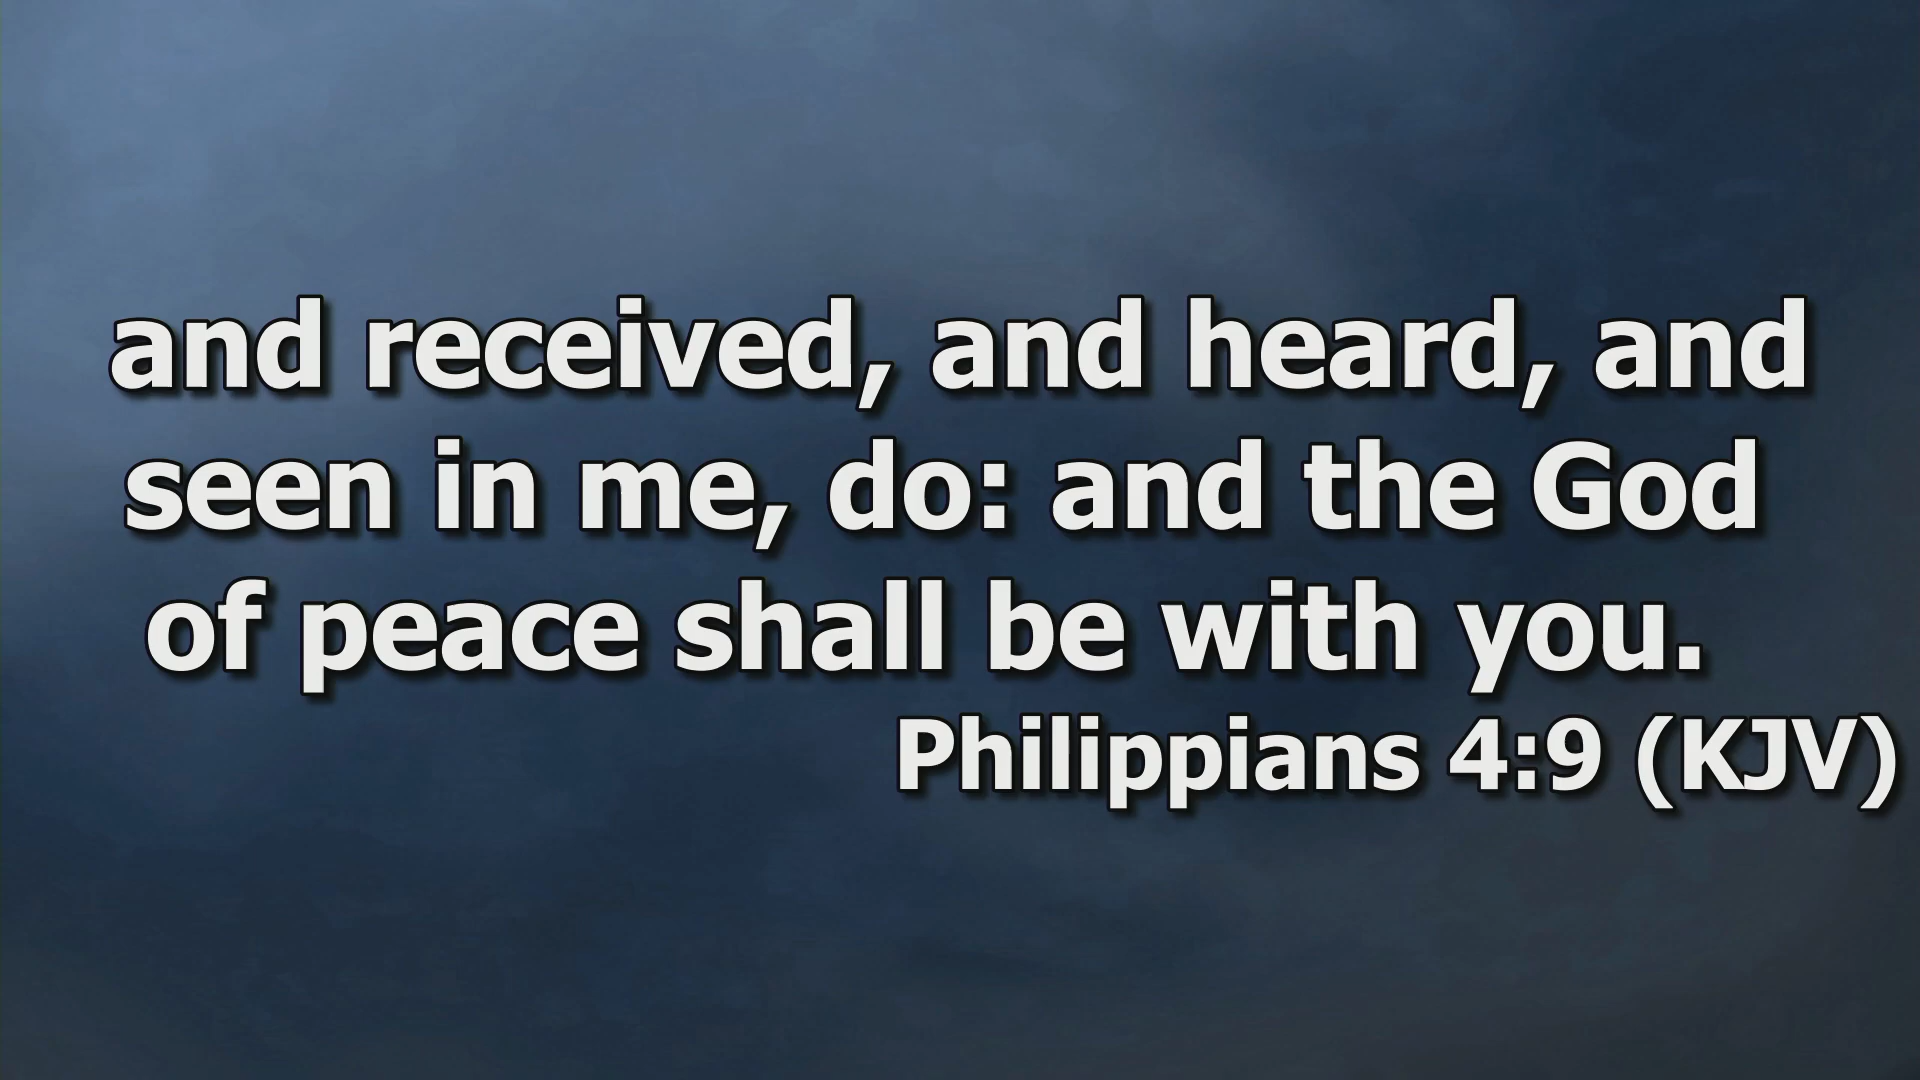 and received, and heard, and
seen in me, do: and the God
of peace shall be with you.
Philippians 4:9 (KJV)